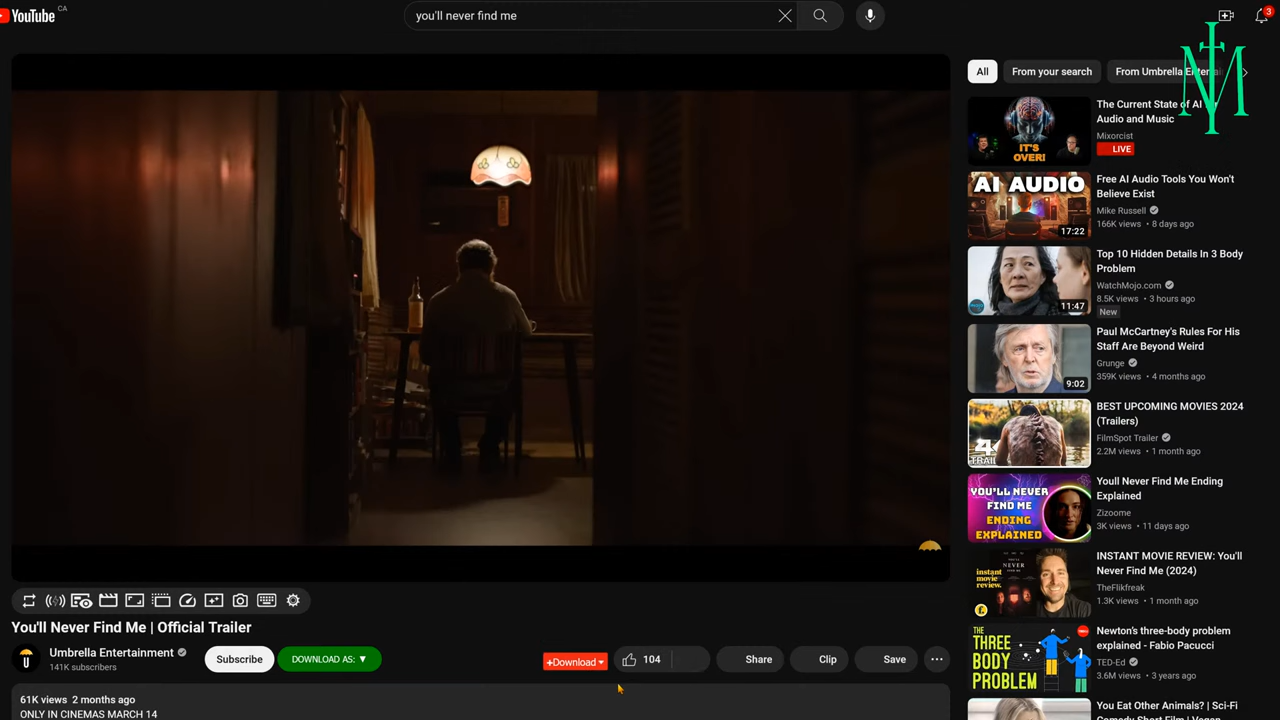 YouTube CA
you'll never find me
3
All
From your search
From Umbrella
The Current State of AI
Audio and Music
Mixorcist
LIVE
IT'S
OVER!
Free AI Audio Tools You Won't
Believe Exist
Mike Russell
166K views • 8 days ago
AI AUDIO
17:22
Top 10 Hidden Details In 3 Body
Problem
WatchMojo.com
8.5K views • 3 hours ago
New
11:47
Paul McCartney's Rules For His
Staff Are Beyond Weird
Grunge
359K views • 4 months ago
9:02
BEST UPCOMING MOVIES 2024
(Trailers)
FilmSpot Trailer
2.2M views • 1 month ago
Youll Never Find Me Ending
Explained
Zizoome
3K views • 11 days ago
YOU'LL NEVER
FIND ME
ENDING
EXPLAINED
INSTANT MOVIE REVIEW: You'll
Never Find Me (2024)
TheFlikfreak
1.3K views • 1 month ago
instant
movie
review.
Newton's three-body problem
explained - Fabio Pacucci
TED-Ed
3.6M views • 3 years ago
THE
THREE
BODY
PROBLEM
You Eat Other Animals? | Sci-Fi
You'll Never Find Me | Official Trailer
Umbrella Entertainment
141K subscribers
Subscribe
DOWNLOAD AS: ▼
+Download
104
Share
Clip
Save
61K views 2 months ago
ONLY IN CINEMAS MARCH 14